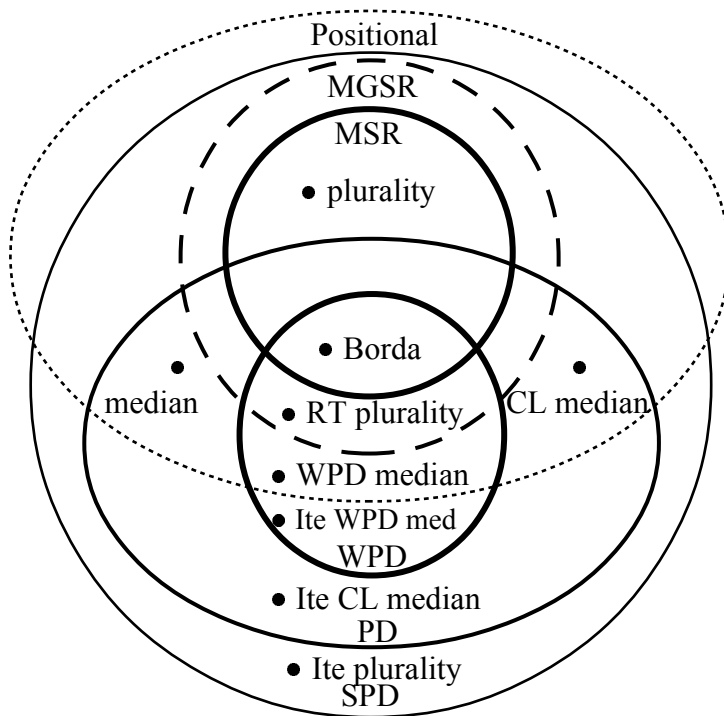 Positional
MGSR
MSR
plurality
Borda
median
CL median
RT plurality
WPD median
Ite WPD med
WPD
Ite CL median
PD
Ite plurality
SPD